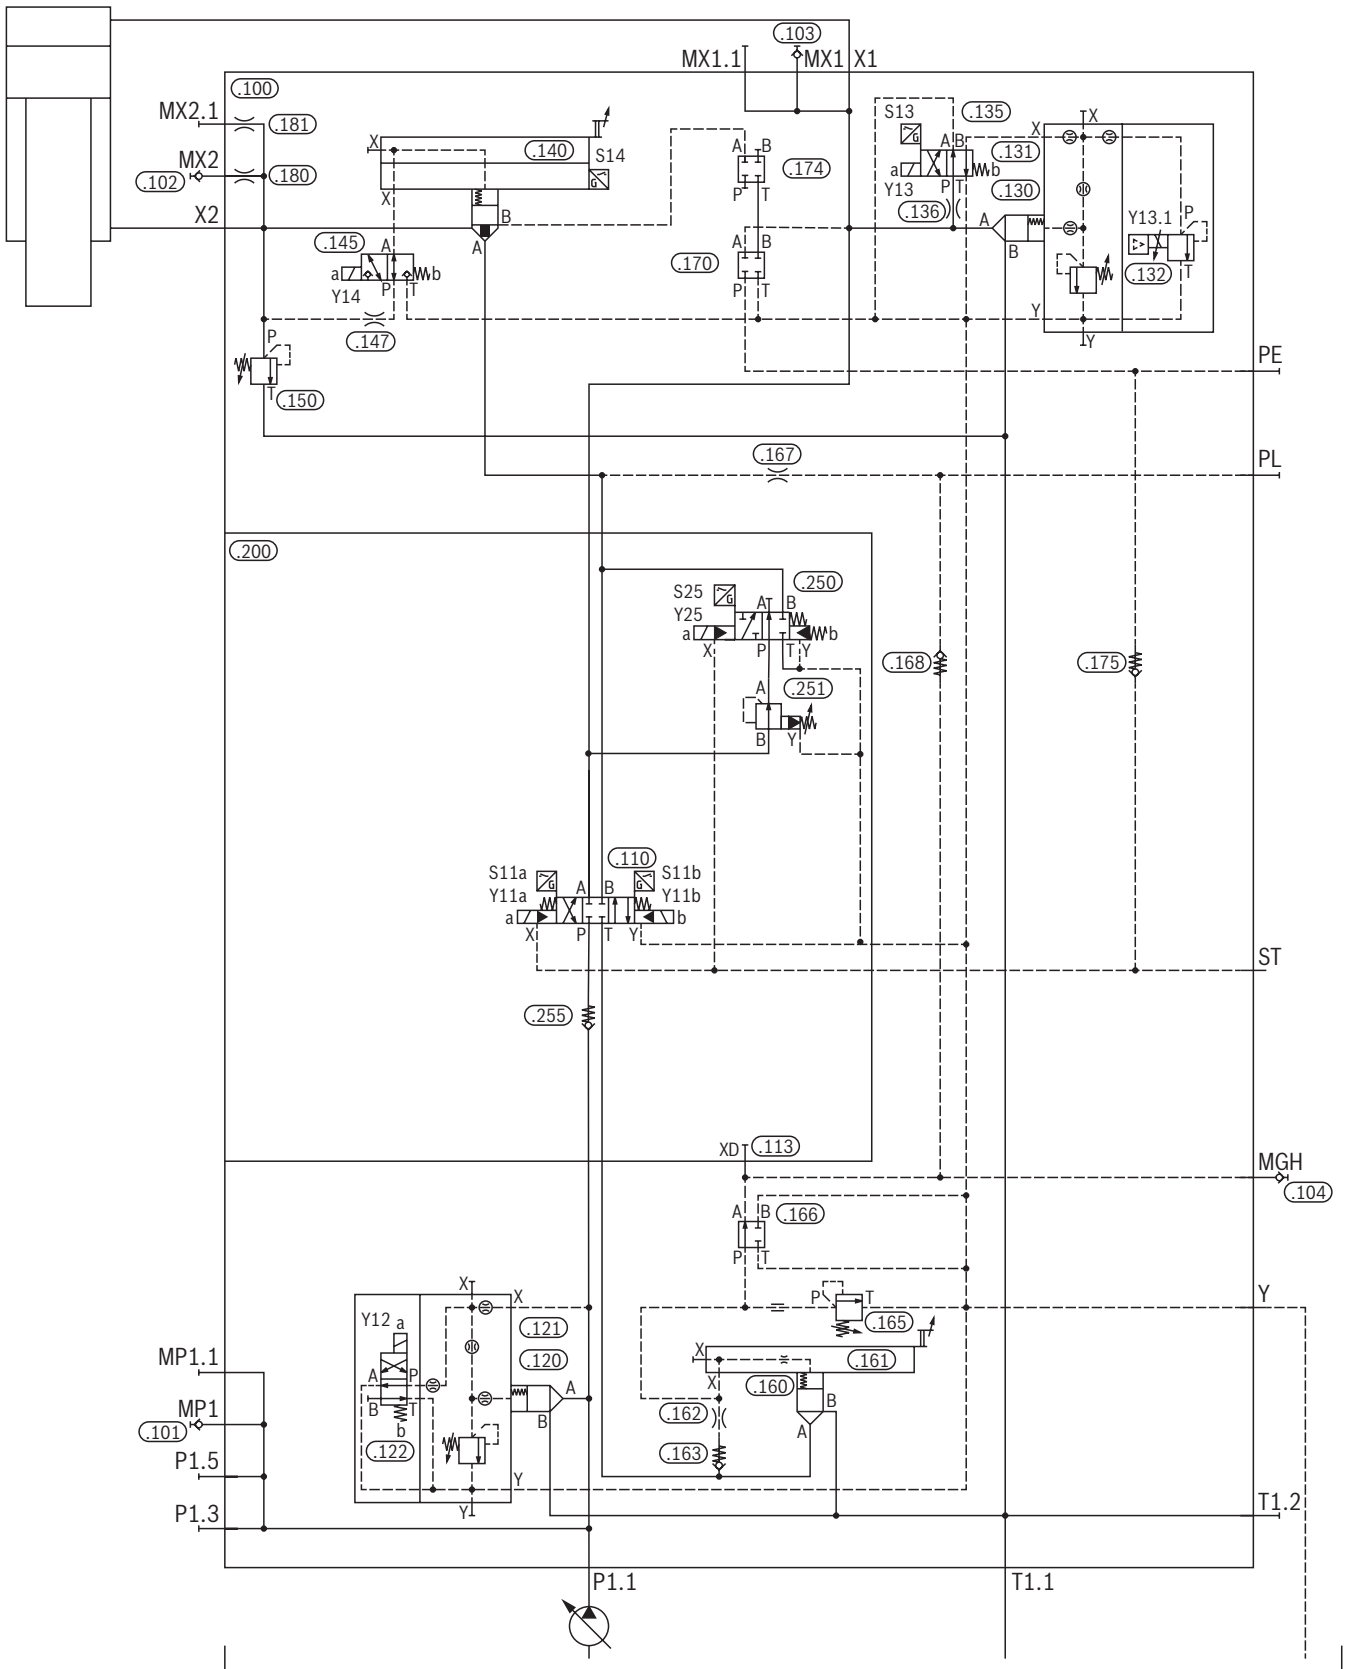 .103
MX1.1
MX1
X1
.100
MX2.1
.181
MX2
.102
.180
X2
X
.140
S14
X
B
A
.145
A
a
b
Y14
P
T
.147
P
T
.150
A
B
.174
P
T
A
B
.170
P
T
S13
.135
A
B
a
b
.131
Y13
P
T
.130
.136
A
B
X
X
Y13.1
P
.132
T
Y
Y
PE
.167
PL
.200
S25
.250
Y25
A
B
a
b
X
P
T
Y
.251
A
B
Y
.168
.175
.110
S11a
A
B
S11b
Y11a
Y11b
a
b
X
P
T
Y
ST
.255
XD
.113
MGH
.104
A
B
.166
P
T
X
X
Y12
a
.121
.120
P
T
.165
Y
X
.161
MP1.1
A
P
X
.160
A
B
T
B
B
MP1
.101
b
.122
.162
A
.163
P1.5
Y
P1.3
Y
T1.2
P1.1
T1.1